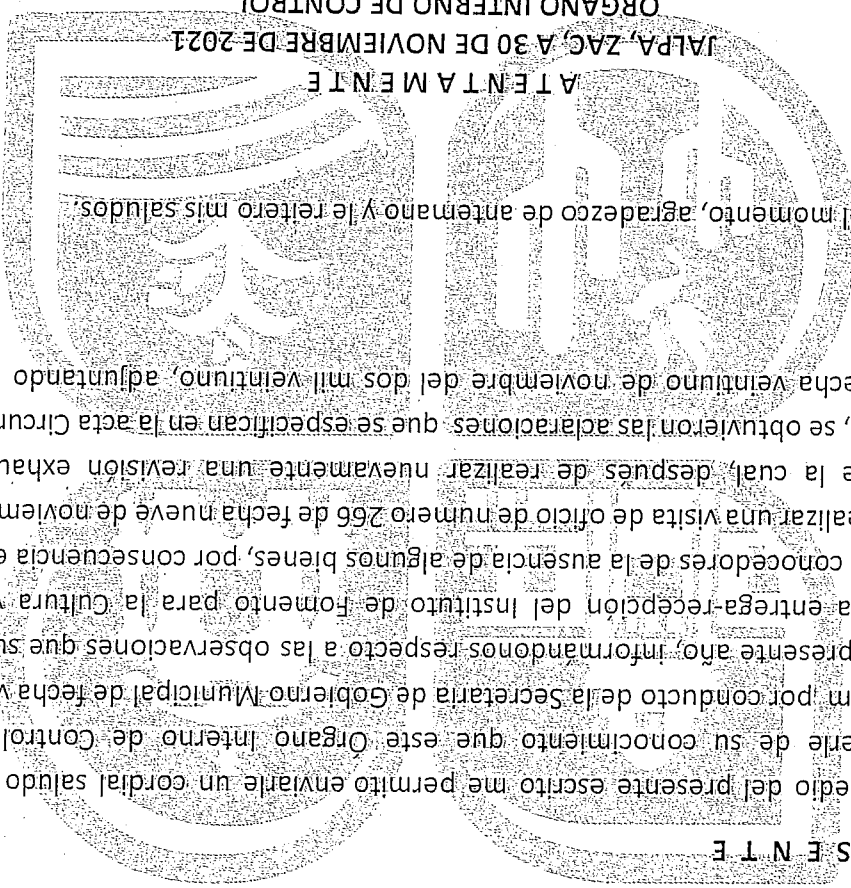 S E N T E
edio del presente escrito me permito enviarle un cordial saludo
erle de su conocimiento que este Órgano Interno de Control
por conducto de la Secretaría de Gobierno Municipal de fecha
presente año, informándonos respecto a las observaciones que su
a entrega-recepción del Instituto de Fomento para la Cultura
conocedores de la ausencia de algunos bienes, por consecuencia e
ealizar una visita de oficio de numero 266 de fecha nueve de noviem
e la cual, después de realizar nuevamente una revisión exhau
, se obtuvieron las aclaraciones que se especifican en la acta Circun
echa veintiuno de noviembre del dos mil veintiuno, adjuntando
l momento, agradezco de antemano y le reitero mis saludos.
A T E N T A M E N T E
JALPA, ZAC, A 30 DE NOVIEMBRE DE 2021
ORGANO INTERNO DE CONTROL